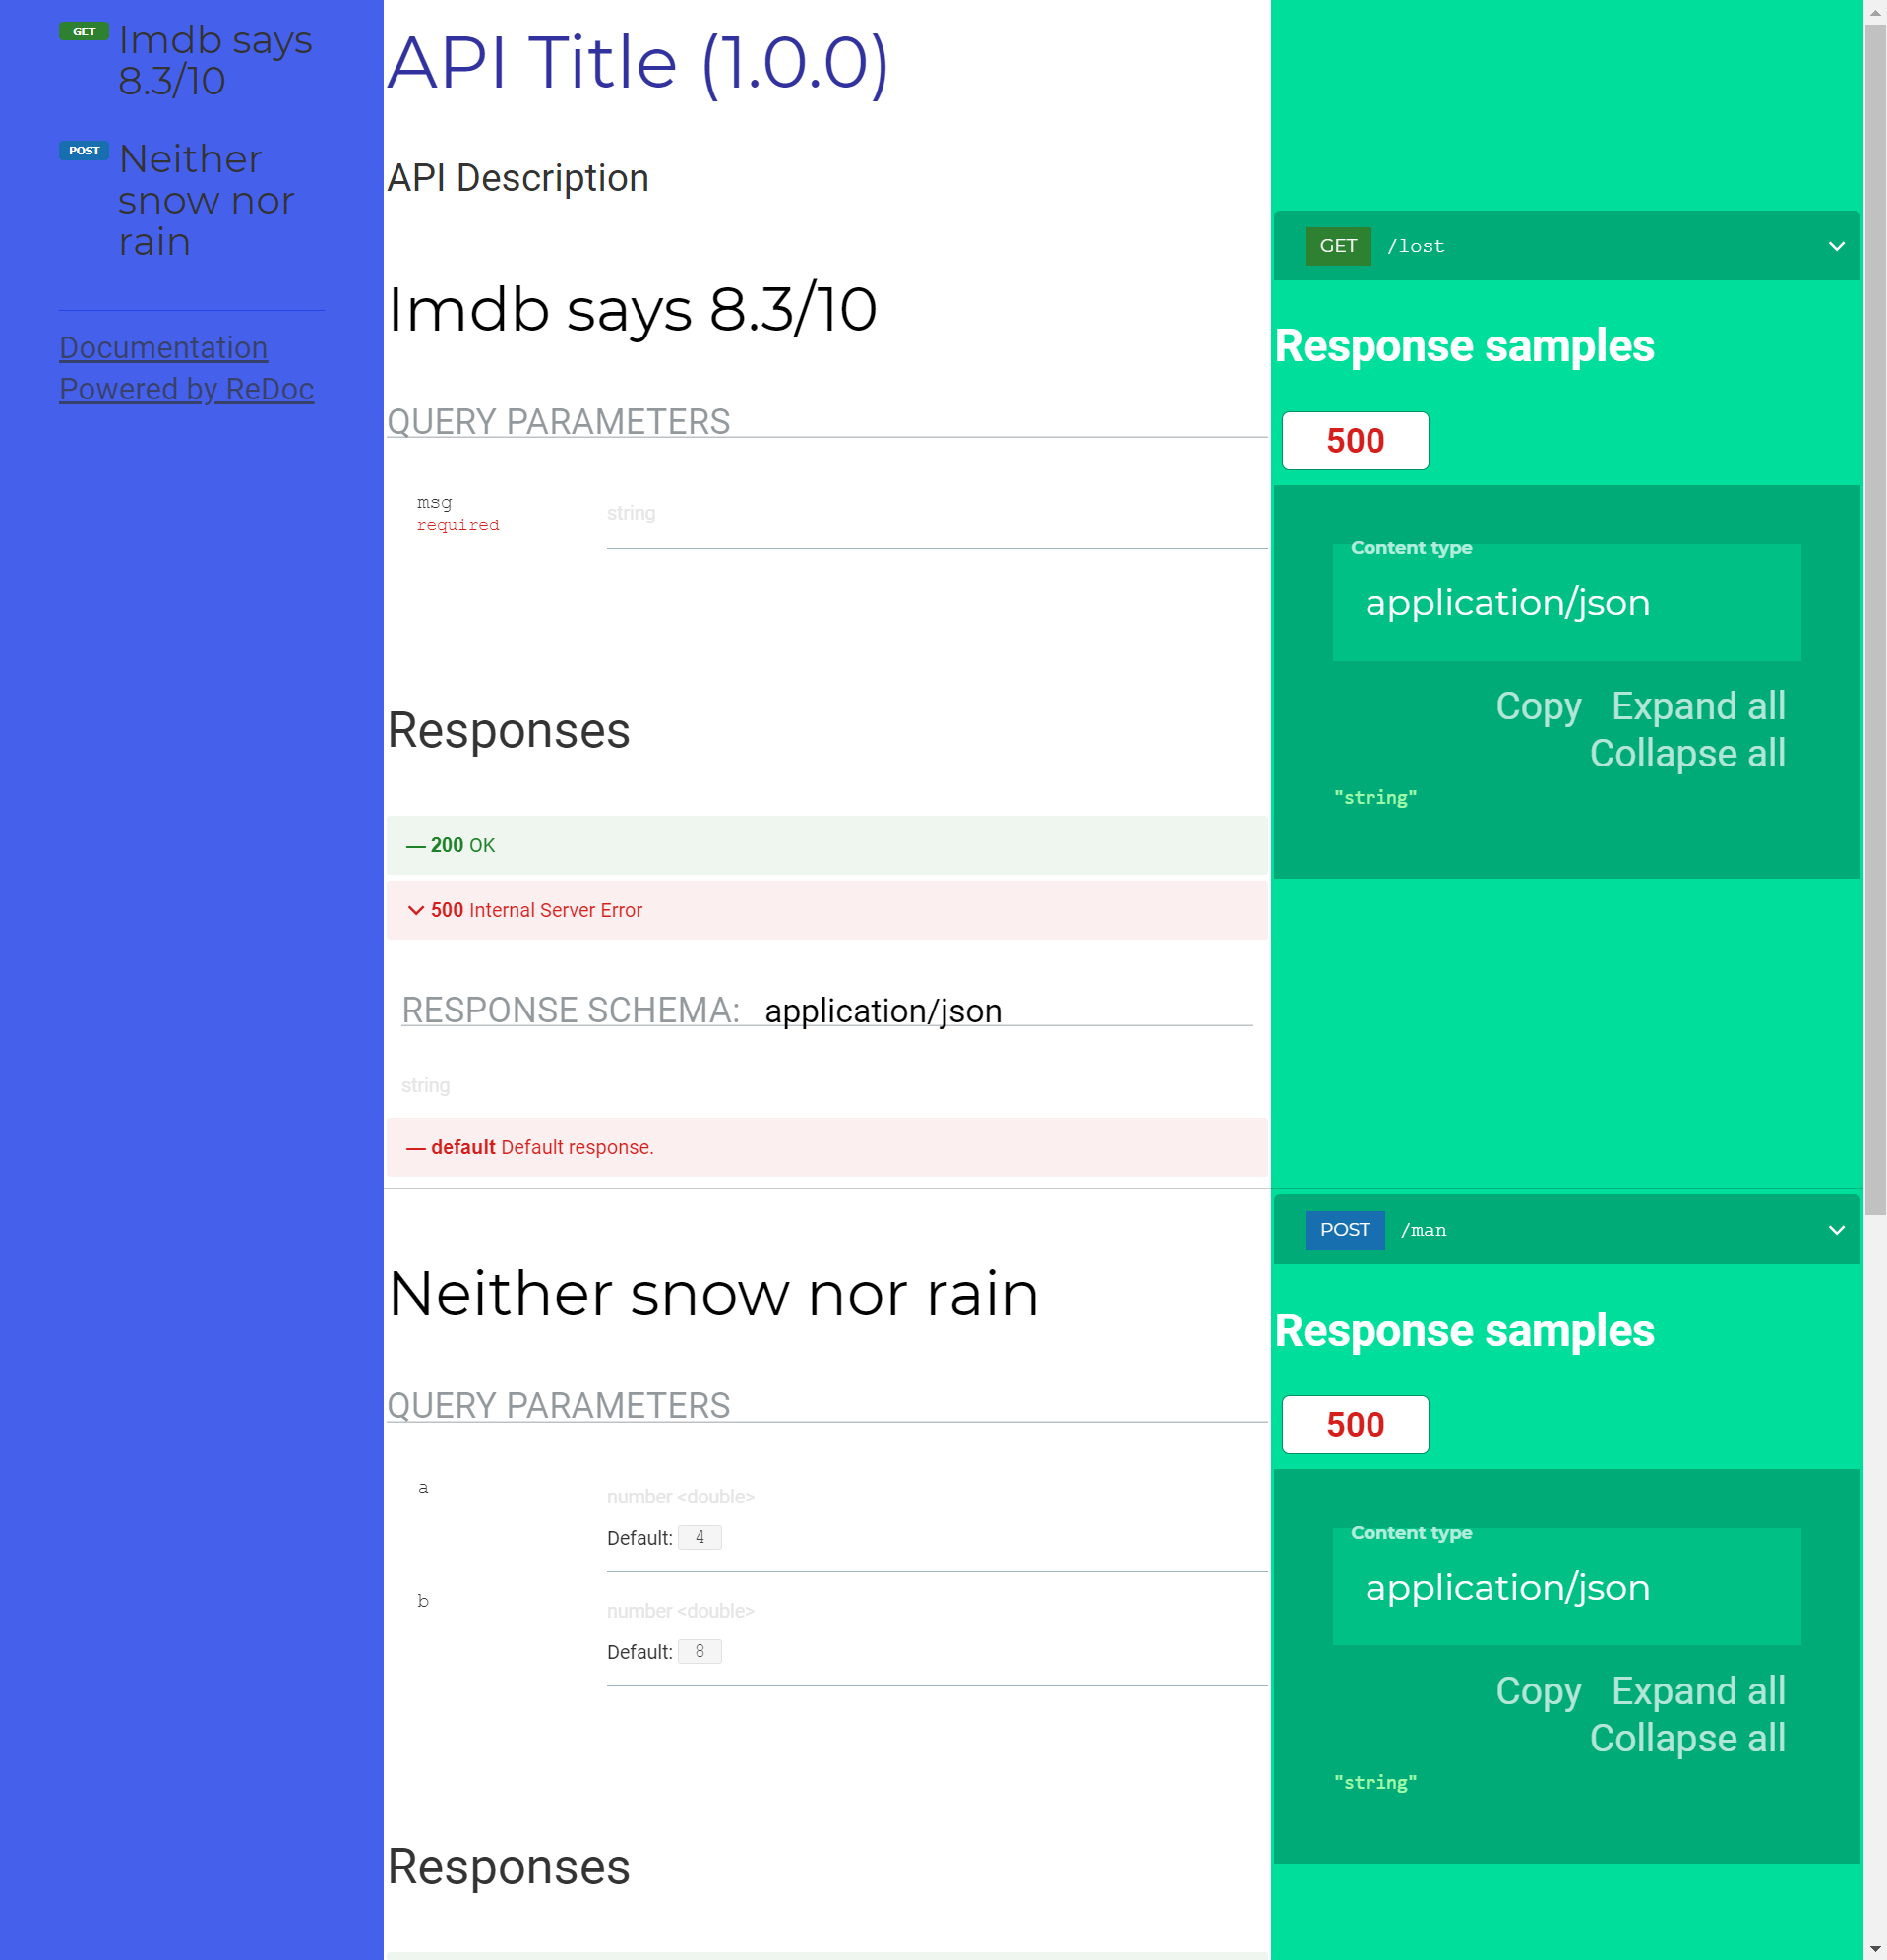 GET Imdb says
8.3/10
POST Neither
snow nor
rain
Documentation
Powered by ReDoc
API Title (1.0.0)
API Description
Imdb says 8.3/10
QUERY PARAMETERS
msg
required
string
Responses
— 200 OK
500 Internal Server Error
RESPONSE SCHEMA: application/json
string
— default Default response.
GET /lost
Response samples
500
Content type
application/json
Copy Expand all
Collapse all
"string"
Neither snow nor rain
QUERY PARAMETERS
a
number <double>
Default: 4
b
number <double>
Default: 8
Responses
POST /man
Response samples
500
Content type
application/json
Copy Expand all
Collapse all
"string"